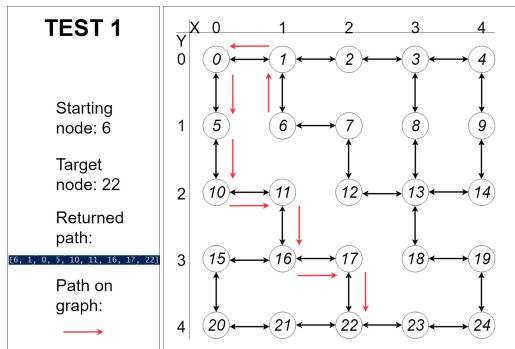 TEST 1
Starting
node: 6
Target
node: 22
Returned
path:
[6, 1, 0, 5, 10, 11, 16, 17, 22]
Path on
graph:
X 0 1 2 3 4
Y
0 0 1 2 3 4
1 5 6 7 8 9
2 10 11 12 13 14
3 15 16 17 18 19
4 20 21 22 23 24